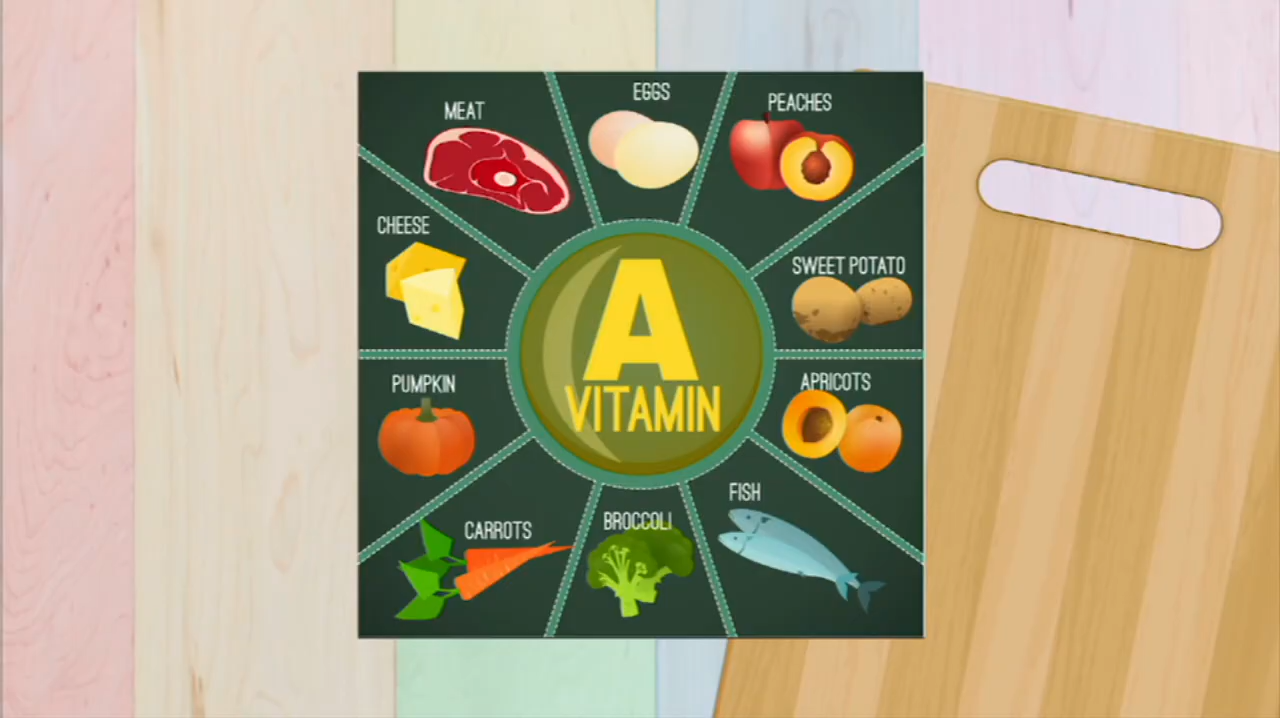 EGGS
MEAT
PEACHES
CHEESE
SWEET POTATO
A
VITAMIN
PUMPKIN
APRICOTS
FISH
CARROTS
BROCCOLI